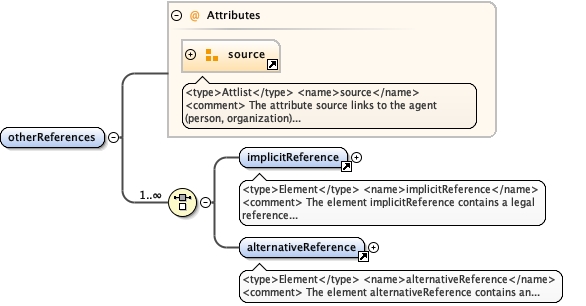 Attributes
source
<type>Attlist</type> <name>source</name>
<comment> The attribute source links to the agent
(person, organization)...
otherReferences
1..∞
implicitReference
<type>Element</type> <name>implicitReference</name>
<comment> The element implicitReference contains a legal
reference...
alternativeReference
<type>Element</type> <name>alternativeReference</name>
<comment> The element alternativeReference contains an...